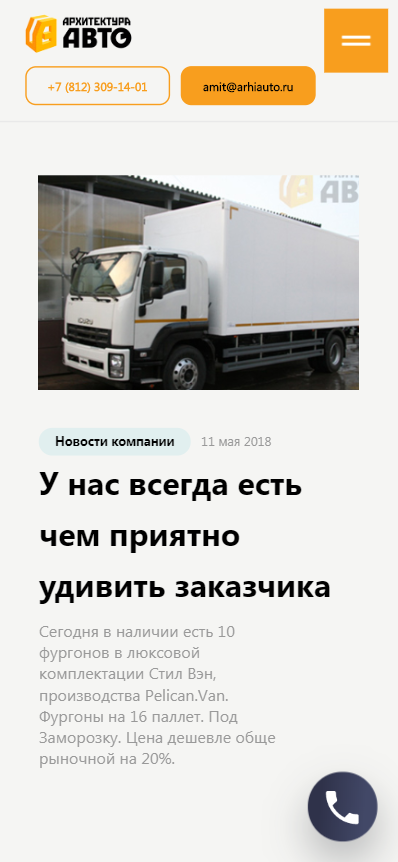 АРХИТЕКТУРА
АВТО
+7 (812) 309-14-01
amit@arhiauto.ru
АВ
ISUZU
Новости компании
11 мая 2018
У нас всегда есть
чем приятно
удивить заказчика
Сегодня в наличии есть 10
фургонов в люксовой
комплектации Стил Вэн,
производства Pelican.Van.
Фургоны на 16 паллет. Под
Заморозку. Цена дешевле обще
рыночной на 20%.